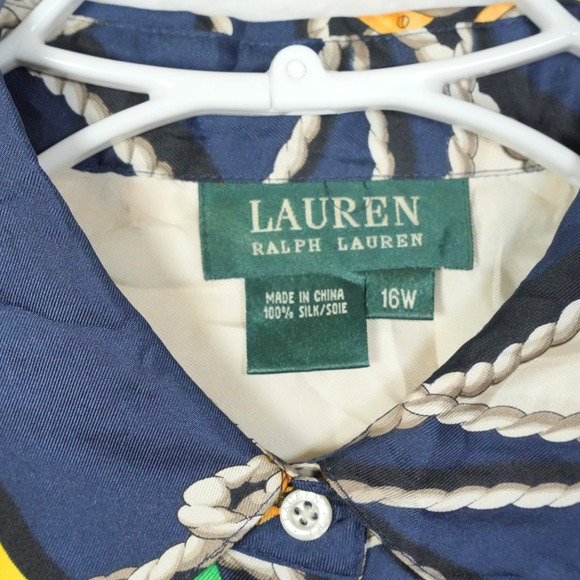 LAUREN
RALPH LAUREN
MADE IN CHINA
100% SILK/SOIE
16W